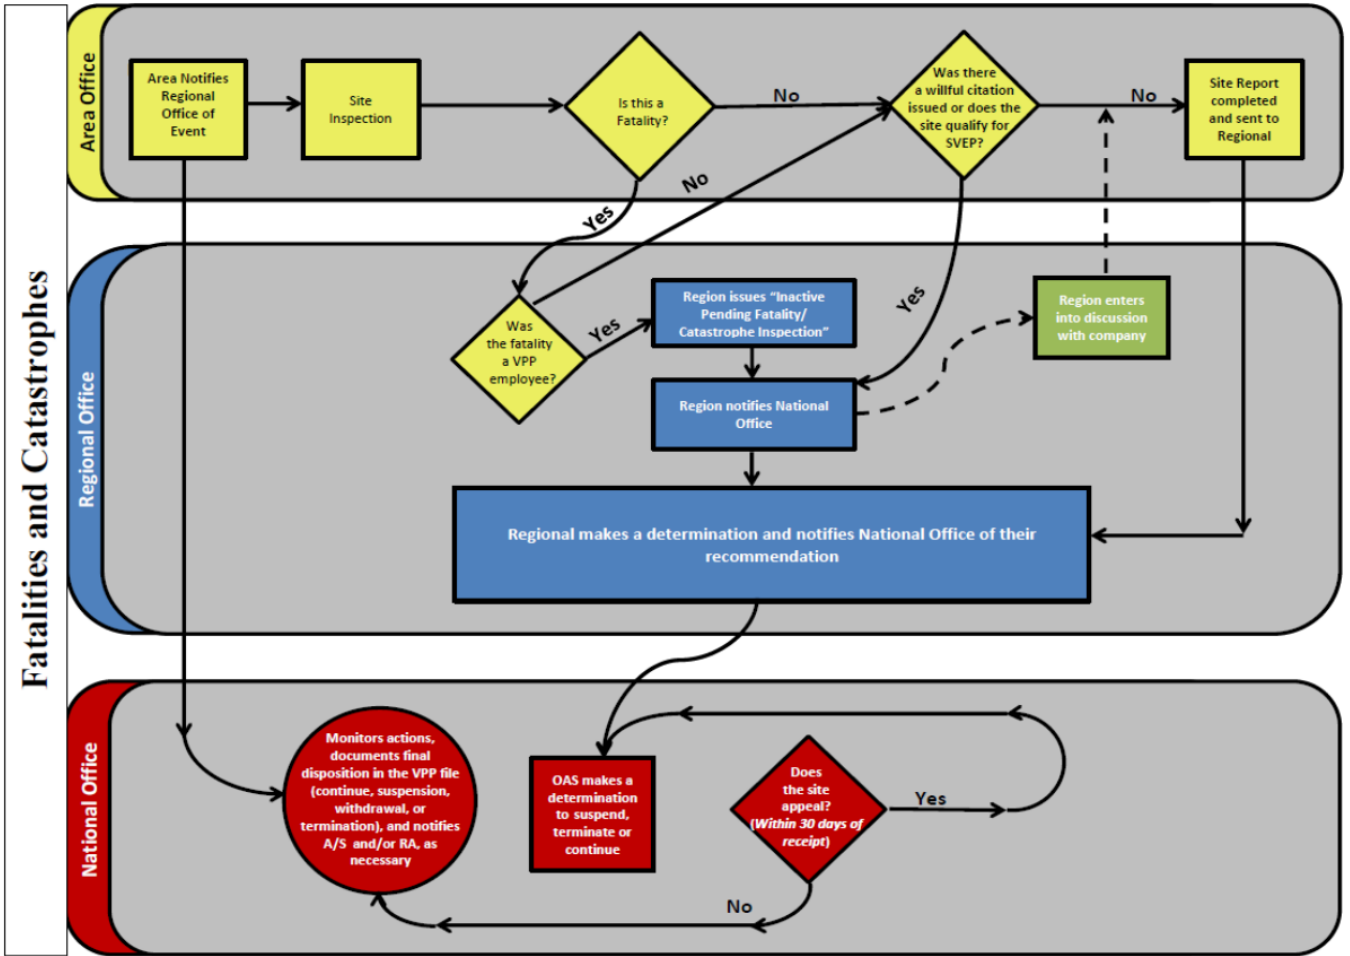 Fatalities and Catastrophes
Area Office
Area Notifies
Regional
Office of
Event
Site
Inspection
Is this a
Fatality?
No
Was there
a willful citation
issued or does the
site qualify for
SVEP?
No
Site Report
completed
and sent to
Regional
Yes
No
Yes
Regional Office
Was
the fatality
a VPP
employee?
Yes
Region issues “Inactive
Pending Fatality/
Catastrophe Inspection”
Region notifies National
Office
Region enters
into discussion
with company
Regional makes a determination and notifies National Office of their
recommendation
National Office
Monitors actions,
documents final
disposition in the VPP file
(continue, suspension,
withdrawal, or
termination), and notifies
A/S and/or RA, as
necessary
OAS makes a
determination
to suspend,
terminate or
continue
Does
the site
appeal?
(Within 30 days of
receipt)
Yes
No